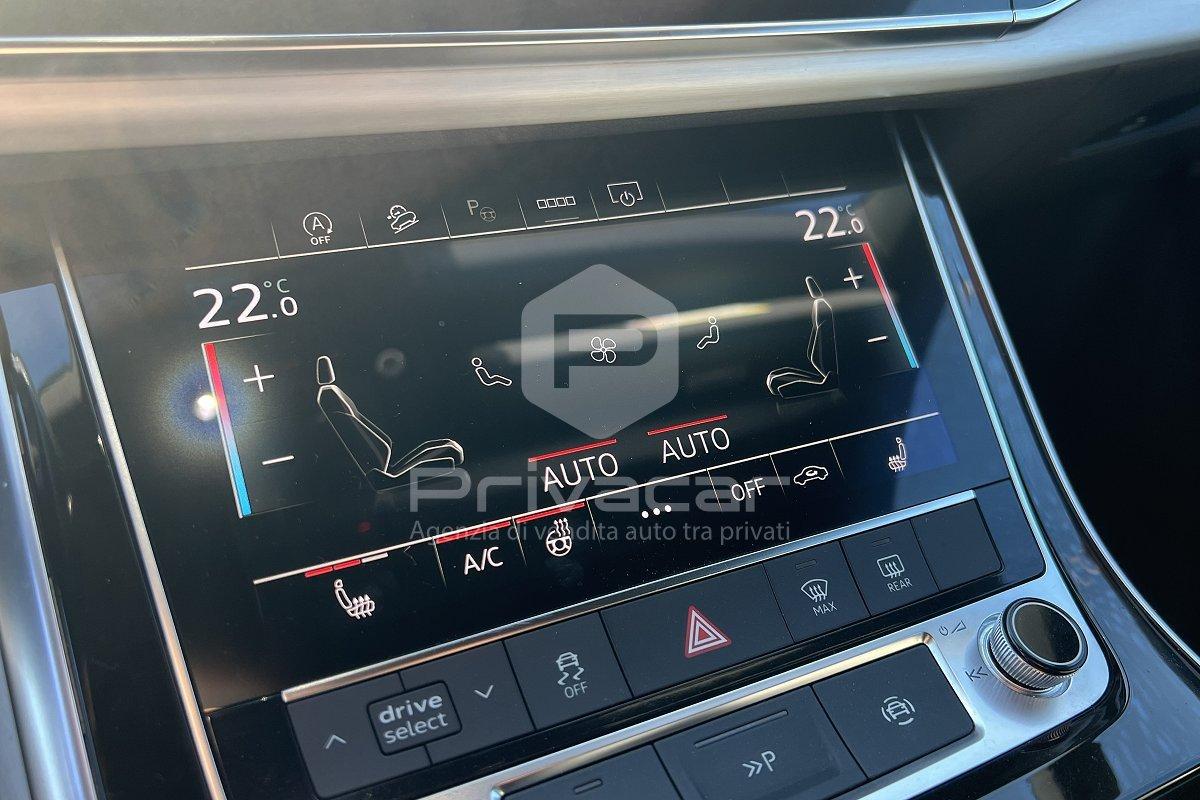 A
OFF
P
22.0 °C
22.0 °C
+
+
−
−
P
AUTO
AUTO
Privacar
Agenzia di vendita auto tra privati
A/C
...
OFF
MAX
REAR
OFF
drive
select
»P